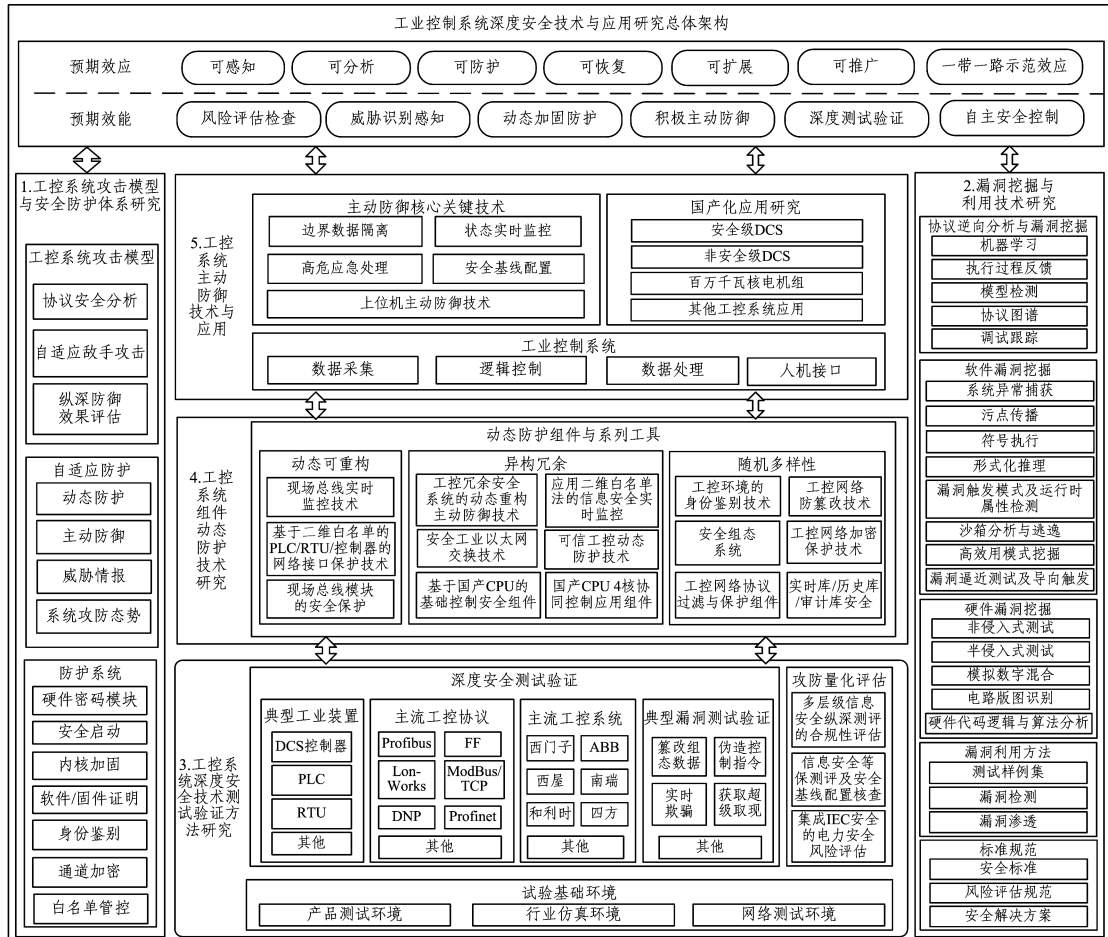 工业控制系统深度安全技术与应用研究总体架构
预期效应
可感知
可分析
可防护
可恢复
可扩展
可推广
一带一路示范效应
预期效能
风险评估检查
威胁识别感知
动态加固防护
积极主动防御
深度测试验证
自主安全控制
1.工控系统攻击模型
与安全防护体系研究
工控系统攻击模型
协议安全分析
自适应敌手攻击
纵深防御
效果评估
自适应防护
动态防护
主动防御
威胁情报
系统攻防态势
防护系统
硬件密码模块
安全启动
内核加固
软件/固件证明
身份鉴别
通道加密
白名单管控
5.工控
系统
主动
防御
技术与
应用
主动防御核心关键技术
边界数据隔离
状态实时监控
高危应急处理
安全基线配置
上位机主动防御技术
国产化应用研究
安全级DCS
非安全级DCS
百万千瓦核电机组
其他工控系统应用
工业控制系统
数据采集
逻辑控制
数据处理
人机接口
4.工控
系统
组件
动态
防护
技术
研究
动态防护组件与系列工具
动态可重构
现场总线实时
监控技术
基于二维白名单的
PLC/RTU/控制器的
网络接口保护技术
现场总线模块
的安全保护
异构冗余
工控冗余安全
系统的动态重构
主动防御技术
应用二维白名单
法的信息安全实
时监控
安全工业以太网
交换技术
可信工控动态
防护技术
基于国产CPU的
基础控制安全组件
国产CPU 4核协
同控制应用组件
随机多样性
工控环境的
身份鉴别技术
工控网络
防篡改技术
安全组态
系统
工控网络加密
保护技术
工控网络协议
过滤与保护组件
实时库/历史库
/审计库安全
3.工控系
统深度安
全技术测
试验证方
法研究
深度安全测试验证
典型工业装置
DCS控制器
PLC
RTU
其他
主流工控协议
Profibus
FF
Lon-
Works
ModBus/
TCP
DNP
Profinet
其他
主流工控系统
西门子
ABB
西屋
南瑞
和利时
四方
其他
典型漏洞测试验证
篡改组
态数据
伪造控
制指令
实时
欺骗
获取超
级取现
其他
攻防量化评估
多层级信息
安全纵深测评
的合规性评估
信息安全等
保测评及安全
基线配置核查
集成IEC安全
的电力安全
风险评估
试验基础环境
产品测试环境
行业仿真环境
网络测试环境
2.漏洞挖掘与
利用技术研究
协议逆向分析与漏洞挖掘
机器学习
执行过程反馈
模型检测
协议图谱
调试跟踪
软件漏洞挖掘
系统异常捕获
污点传播
符号执行
形式化推理
漏洞触发模式及运行时
属性检测
沙箱分析与逃逸
高效用模式挖掘
漏洞逼近测试及导向触发
硬件漏洞挖掘
非侵入式测试
半侵入式测试
模拟数字混合
电路版图识别
硬件代码逻辑与算法分析
漏洞利用方法
测试样例集
漏洞检测
漏洞渗透
标准规范
安全标准
风险评估规范
安全解决方案